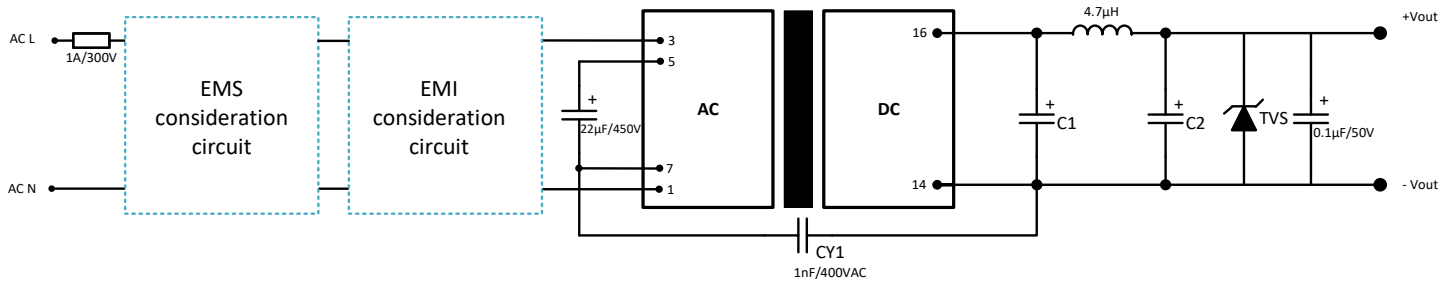 AC L
1A/300V
AC N
EMS
consideration
circuit
EMI
consideration
circuit
+
22μF/450V
3
5
7
1
AC
DC
16
14
CY1
1nF/400VAC
4.7μH
+
C1
+
C2
TVS
+
0.1μF/50V
+Vout
- Vout